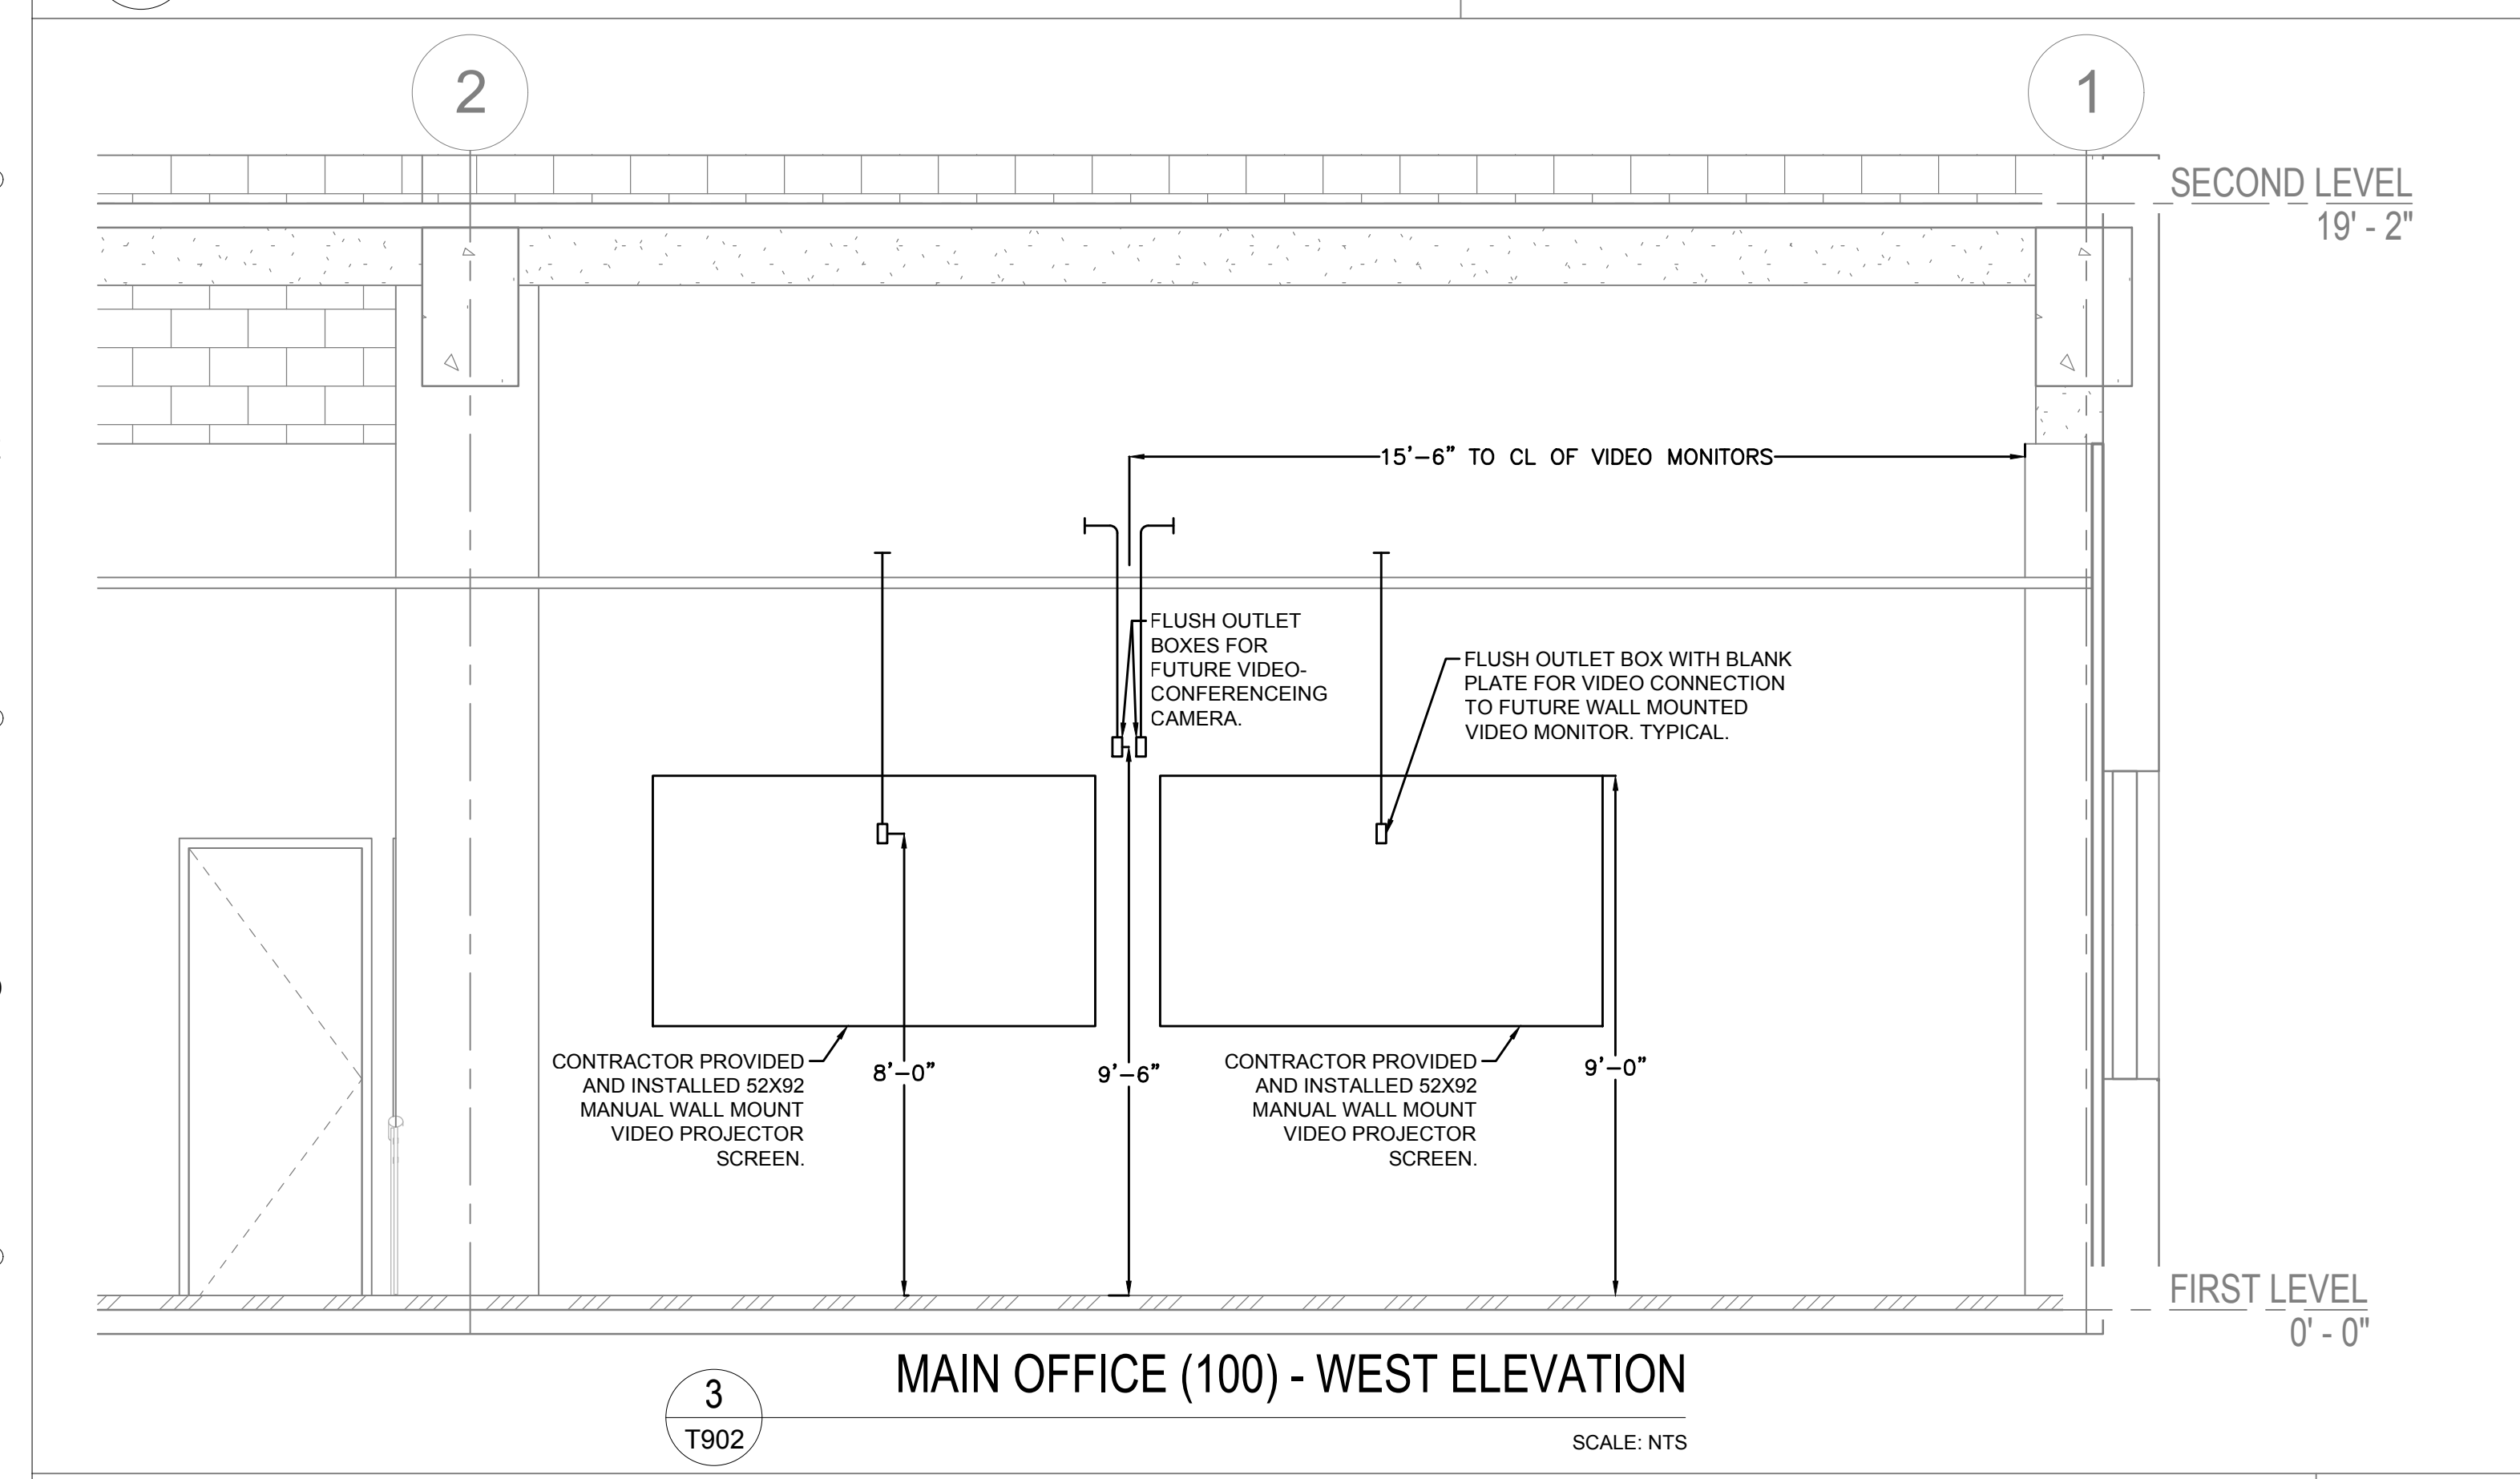 2
1
SECOND LEVEL
19' - 2"
15'-6" TO CL OF VIDEO MONITORS
FLUSH OUTLET
BOXES FOR
FUTURE VIDEO-
CONFERENCEING
CAMERA.
FLUSH OUTLET BOX WITH BLANK
PLATE FOR VIDEO CONNECTION
TO FUTURE WALL MOUNTED
VIDEO MONITOR. TYPICAL.
CONTRACTOR PROVIDED
AND INSTALLED 52X92
MANUAL WALL MOUNT
VIDEO PROJECTOR
SCREEN.
8'-0"
9'-6"
CONTRACTOR PROVIDED
AND INSTALLED 52X92
MANUAL WALL MOUNT
VIDEO PROJECTOR
SCREEN.
9'-0"
FIRST LEVEL
0' - 0"
MAIN OFFICE (100) - WEST ELEVATION
3
T902
SCALE: NTS